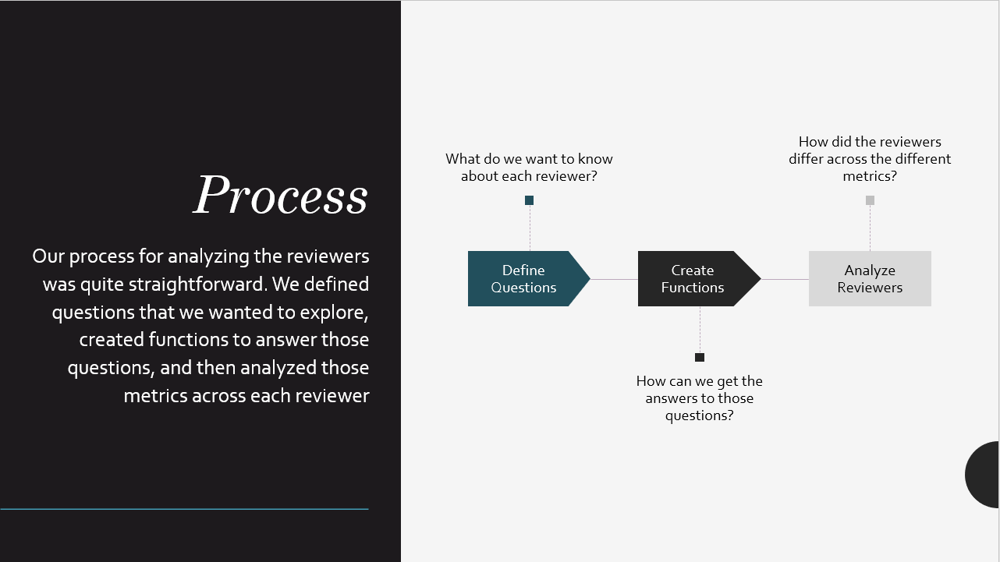 Process
Our process for analyzing the reviewers
was quite straightforward. We defined
questions that we wanted to explore,
created functions to answer those
questions, and then analyzed those
metrics across each reviewer
What do we want to know
about each reviewer?
How did the reviewers
differ across the different
metrics?
Define
Questions
Create
Functions
Analyze
Reviewers
How can we get the
answers to those
questions?